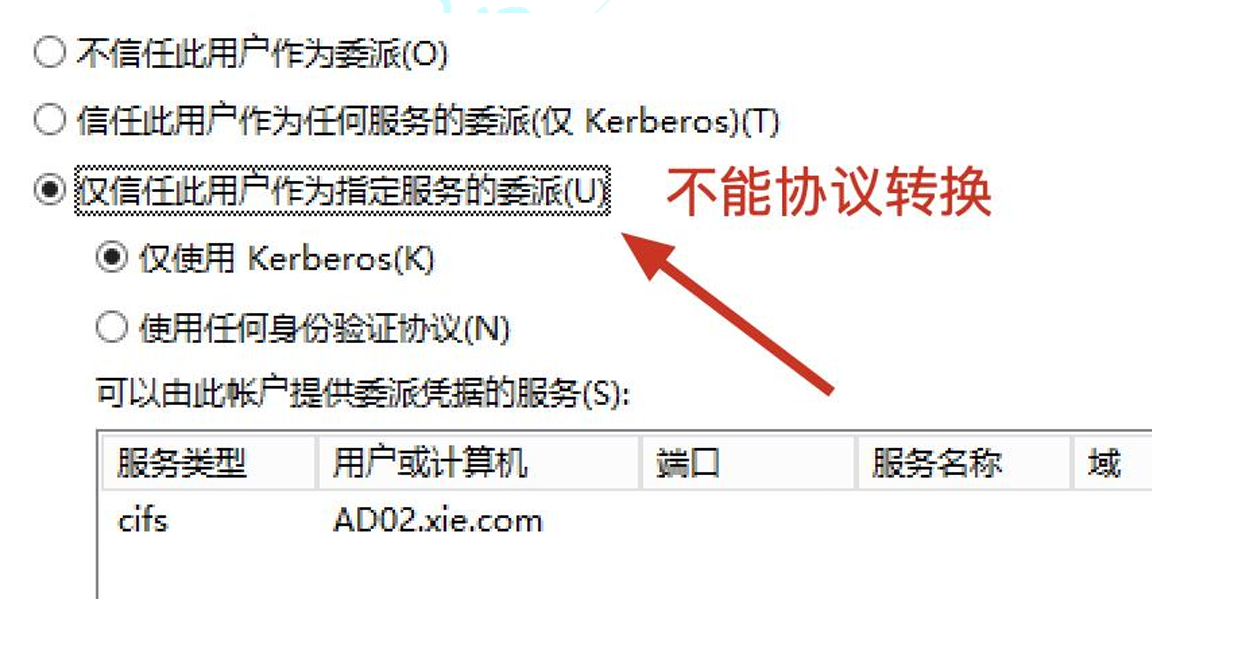 不信任此用户作为委派(O)
信任此用户作为任何服务的委派(仅 Kerberos)(T)
仅信任此用户作为指定服务的委派(U) 不能协议转换
仅使用 Kerberos(K)
使用任何身份验证协议(N)
可以由此帐户提供委派凭据的服务(S):
服务类型 用户或计算机 端口 服务名称 域
cifs AD02.xie.com